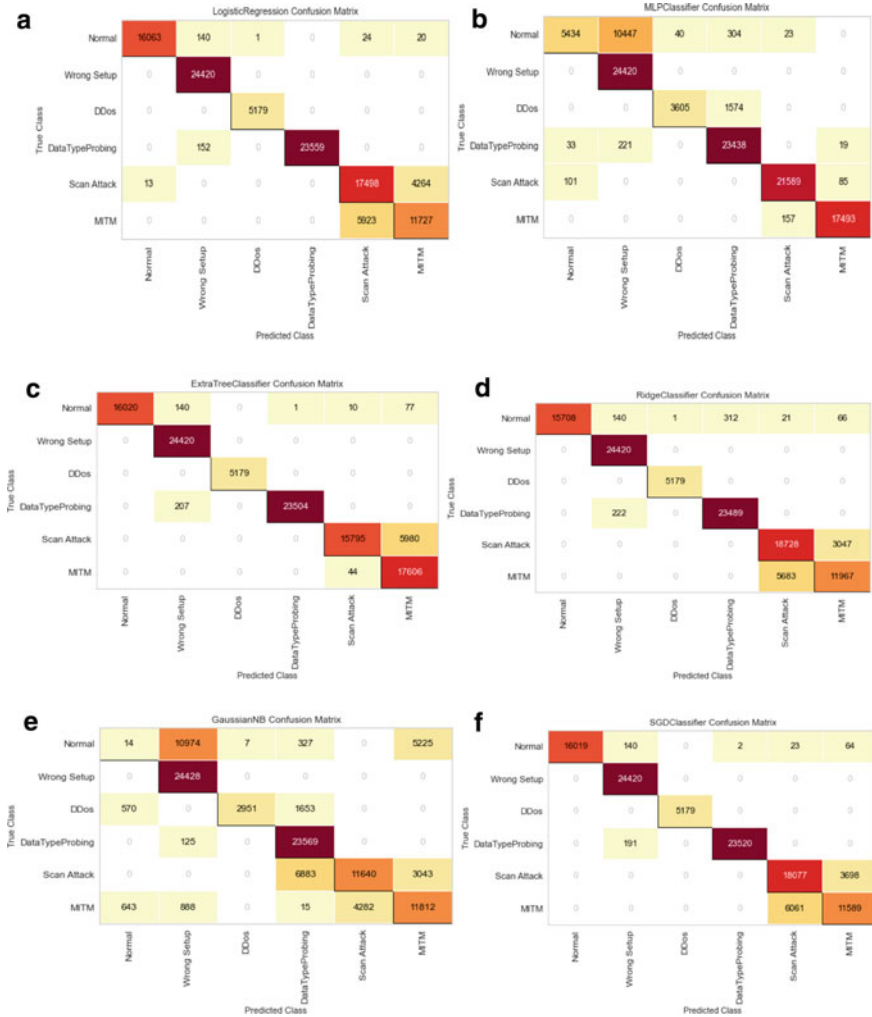 a
LogisticRegression Confusion Matrix
True Class
Normal 16063 140 1 0 24 20
Wrong Setup 0 24420 0 0 0 0
DDos 0 0 5179 0 0 0
DataTypeProbing 0 152 0 23559 0 0
Scan Attack 13 0 0 0 17498 4264
MITM 0 0 0 0 5923 11727
Normal Wrong Setup DDos DataTypeProbing Scan Attack MITM
Predicted Class
b
MLPClassifier Confusion Matrix
True Class
Normal 5434 10447 40 304 23 0
Wrong Setup 0 24420 0 0 0 0
DDos 0 0 3605 1574 0 0
DataTypeProbing 33 221 0 23438 0 19
Scan Attack 101 0 0 0 21589 85
MITM 0 0 0 0 157 17493
Normal Wrong Setup DDos DataTypeProbing Scan Attack MITM
Predicted Class
c
ExtraTreeClassifier Confusion Matrix
True Class
Normal 16020 140 0 1 10 77
Wrong Setup 0 24420 0 0 0 0
DDos 0 0 5179 0 0 0
DataTypeProbing 0 207 0 23504 0 0
Scan Attack 0 0 0 0 15795 5980
MITM 0 0 0 0 44 17606
Normal Wrong Setup DDos DataTypeProbing Scan Attack MITM
Predicted Class
d
RidgeClassifier Confusion Matrix
True Class
Normal 15708 140 1 312 21 66
Wrong Setup 0 24420 0 0 0 0
DDos 0 0 5179 0 0 0
DataTypeProbing 0 222 0 23489 0 0
Scan Attack 0 0 0 0 18728 3047
MITM 0 0 0 0 5683 11967
Normal Wrong Setup DDos DataTypeProbing Scan Attack MITM
Predicted Class
e
GaussianNB Confusion Matrix
True Class
Normal 14 10974 7 327 0 5225
Wrong Setup 0 24428 0 0 0 0
DDos 570 0 2951 1653 0 0
DataTypeProbing 0 125 0 23569 0 0
Scan Attack 0 0 0 6883 11640 3043
MITM 643 888 0 15 4282 11812
Normal Wrong Setup DDos DataTypeProbing Scan Attack MITM
Predicted Class
f
SGDClassifier Confusion Matrix
True Class
Normal 16019 140 0 2 23 64
Wrong Setup 0 24420 0 0 0 0
DDos 0 0 5179 0 0 0
DataTypeProbing 0 191 0 23520 0 0
Scan Attack 0 0 0 0 18077 3698
MITM 0 0 0 0 6061 11589
Normal Wrong Setup DDos DataTypeProbing Scan Attack MITM
Predicted Class